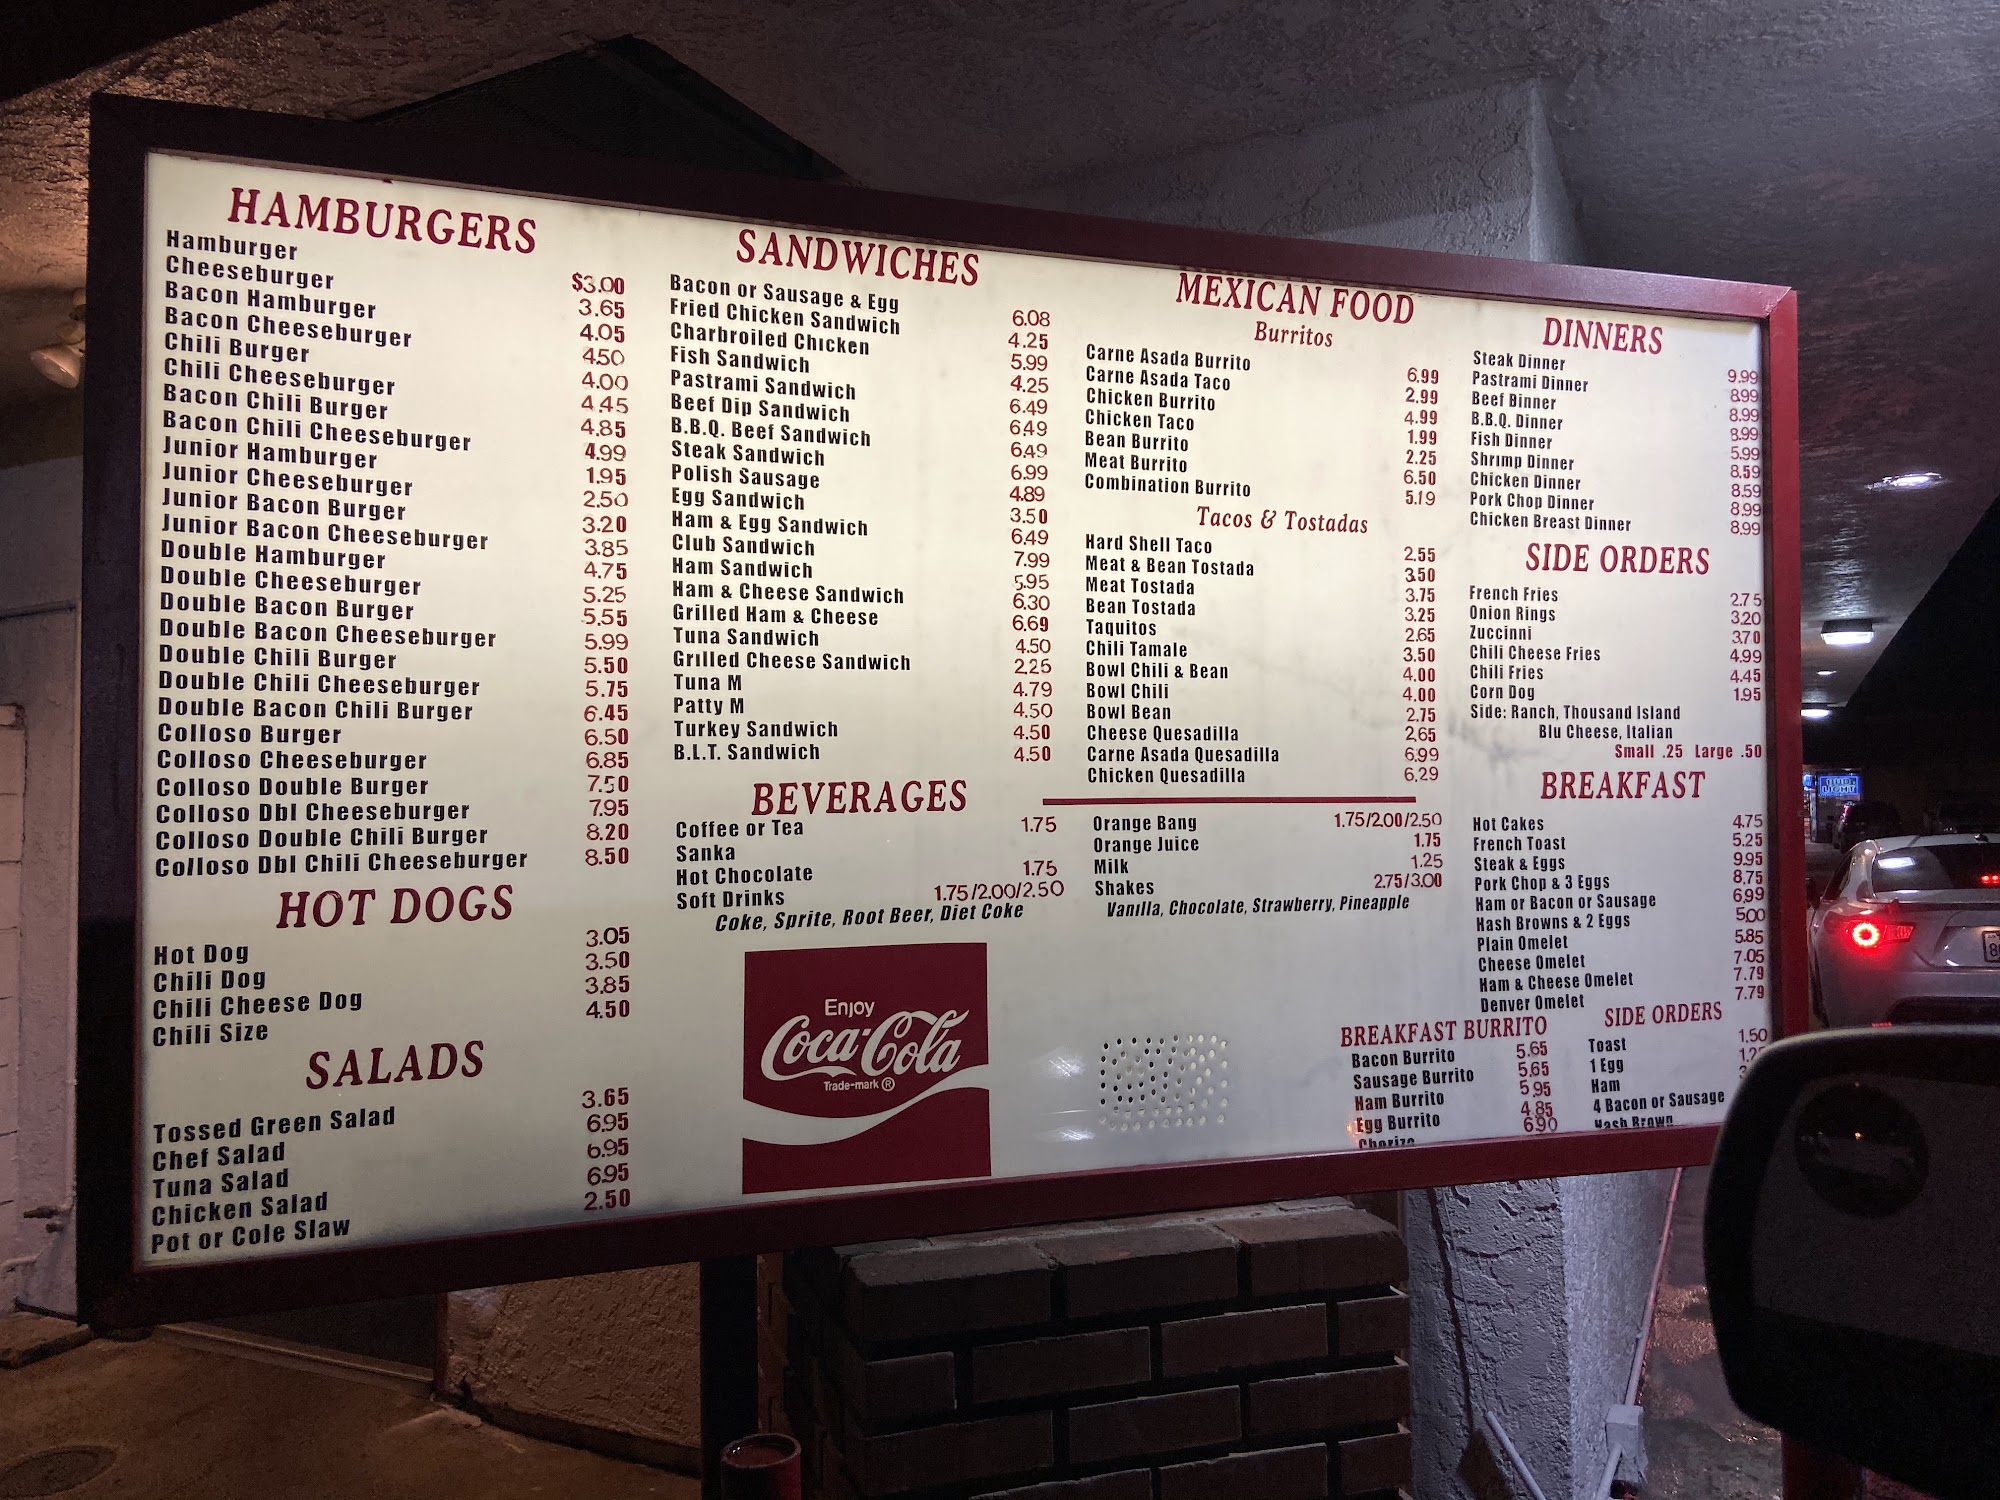 HAMBURGERS
Hamburger $3.00
Cheeseburger 3.65
Bacon Hamburger 4.05
Bacon Cheeseburger 4.50
Chili Burger 4.00
Chili Cheeseburger 4.45
Bacon Chili Burger 4.85
Bacon Chili Cheeseburger 4.99
Junior Hamburger 1.95
Junior Cheeseburger 2.50
Junior Bacon Burger 3.20
Junior Bacon Cheeseburger 3.85
Double Hamburger 4.75
Double Cheeseburger 5.25
Double Bacon Burger 5.55
Double Bacon Cheeseburger 5.99
Double Chili Burger 5.50
Double Chili Cheeseburger 5.75
Double Bacon Chili Burger 6.45
Colloso Burger 6.50
Colloso Cheeseburger 6.85
Colloso Double Burger 7.50
Colloso Dbl Cheeseburger 7.95
Colloso Double Chili Burger 8.20
Colloso Dbl Chili Cheeseburger 8.50
HOT DOGS
Hot Dog 3.05
Chili Dog 3.50
Chili Cheese Dog 3.85
Chili Size 4.50
SALADS
Tossed Green Salad 3.65
Chef Salad 6.95
Tuna Salad 6.95
Chicken Salad 6.95
Pot or Cole Slaw 2.50
SANDWICHES
Bacon or Sausage & Egg 6.08
Fried Chicken Sandwich 4.25
Charbroiled Chicken 5.99
Fish Sandwich 4.25
Pastrami Sandwich 6.49
Beef Dip Sandwich 6.49
B.B.Q. Beef Sandwich 6.49
Steak Sandwich 6.99
Polish Sausage 4.89
Egg Sandwich 3.50
Ham & Egg Sandwich 6.49
Club Sandwich 7.99
Ham Sandwich 5.95
Ham & Cheese Sandwich 6.30
Grilled Ham & Cheese 6.69
Tuna Sandwich 4.50
Grilled Cheese Sandwich 2.25
Tuna M 4.79
Patty M 4.50
Turkey Sandwich 4.50
B.L.T. Sandwich 4.50
BEVERAGES
Coffee or Tea 1.75
Sanka
Hot Chocolate 1.75
Soft Drinks 1.75/2.00/2.50
Coke, Sprite, Root Beer, Diet Coke
Orange Bang 1.75/2.00/2.50
Orange Juice 1.75
Milk 1.25
Shakes 2.75/3.00
Vanilla, Chocolate, Strawberry, Pineapple
Enjoy
Coca-Cola
Trade-mark ®
MEXICAN FOOD
Burritos
Carne Asada Burrito 6.99
Carne Asada Taco 2.99
Chicken Burrito 4.99
Chicken Taco 1.99
Bean Burrito 2.25
Meat Burrito 6.50
Combination Burrito 5.19
Tacos & Tostadas
Hard Shell Taco 2.55
Meat & Bean Tostada 3.50
Meat Tostada 3.75
Bean Tostada 3.25
Taquitos 2.65
Chili Tamale 3.50
Bowl Chili & Bean 4.00
Bowl Chili 4.00
Bowl Bean 2.75
Cheese Quesadilla 2.65
Carne Asada Quesadilla 6.99
Chicken Quesadilla 6.29
DINNERS
Steak Dinner 9.99
Pastrami Dinner 8.99
Beef Dinner 8.99
B.B.Q. Dinner 8.99
Fish Dinner 5.99
Shrimp Dinner 8.59
Chicken Dinner 8.59
Pork Chop Dinner 8.99
Chicken Breast Dinner 8.99
SIDE ORDERS
French Fries 2.75
Onion Rings 3.20
Zuccinni 3.70
Chili Cheese Fries 4.99
Chili Fries 4.45
Corn Dog 1.95
Side: Ranch, Thousand Island
Blu Cheese, Italian
Small .25 Large .50
BREAKFAST
Hot Cakes 4.75
French Toast 5.25
Steak & Eggs 9.95
Pork Chop & 3 Eggs 8.75
Ham or Bacon or Sausage 6.99
Hash Browns & 2 Eggs 5.00
Plain Omelet 5.85
Cheese Omelet 7.05
Ham & Cheese Omelet 7.79
Denver Omelet 7.79
BREAKFAST BURRITO
Bacon Burrito 5.65
Sausage Burrito 5.65
Ham Burrito 5.95
Egg Burrito 4.85
Chorizo 6.90
SIDE ORDERS
Toast 1.50
1 Egg
Ham
4 Bacon or Sausage
Hash Brown
BUD LIGHT